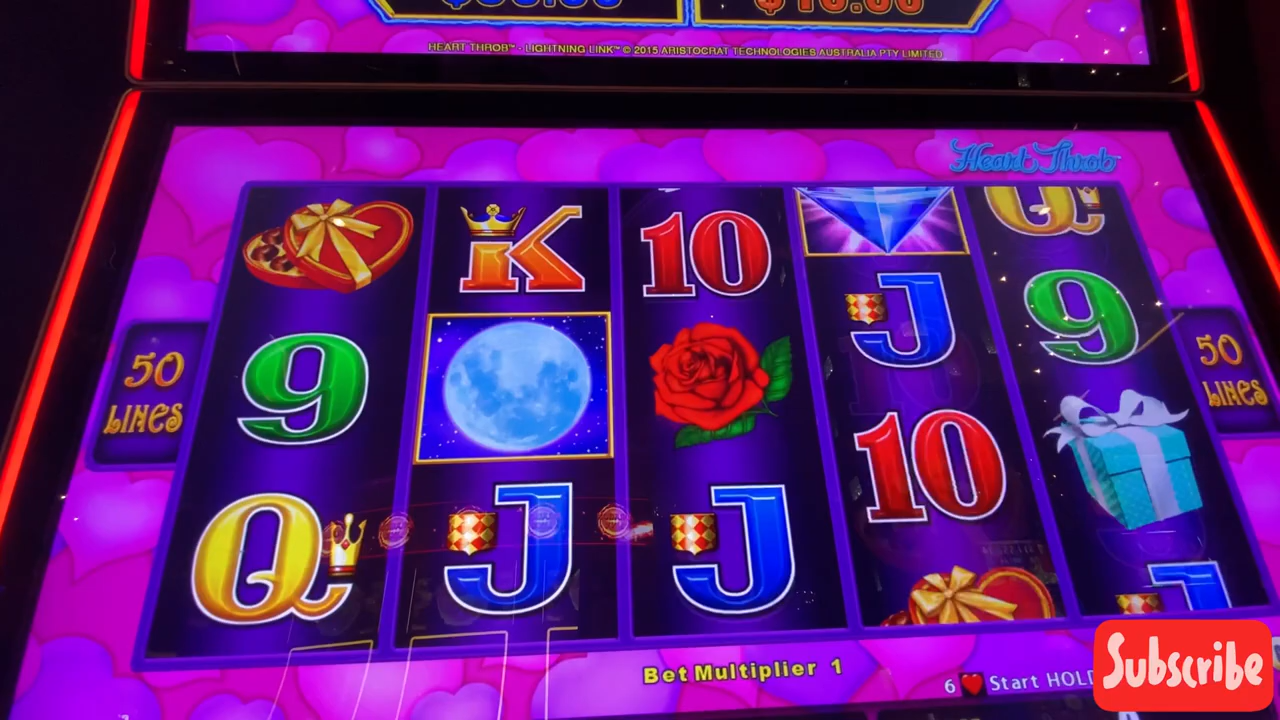 HEART THROB™ - LIGHTNING LINK™ © 2015 ARISTOCRAT TECHNOLOGIES AUSTRALIA PTY LIMITED
Heart Throb
K 10 Q
9 J 9
50 LINES
50 LINES
10
Q J J J
Bet Multiplier 1
6 ❤ Start HOLD
Subscribe